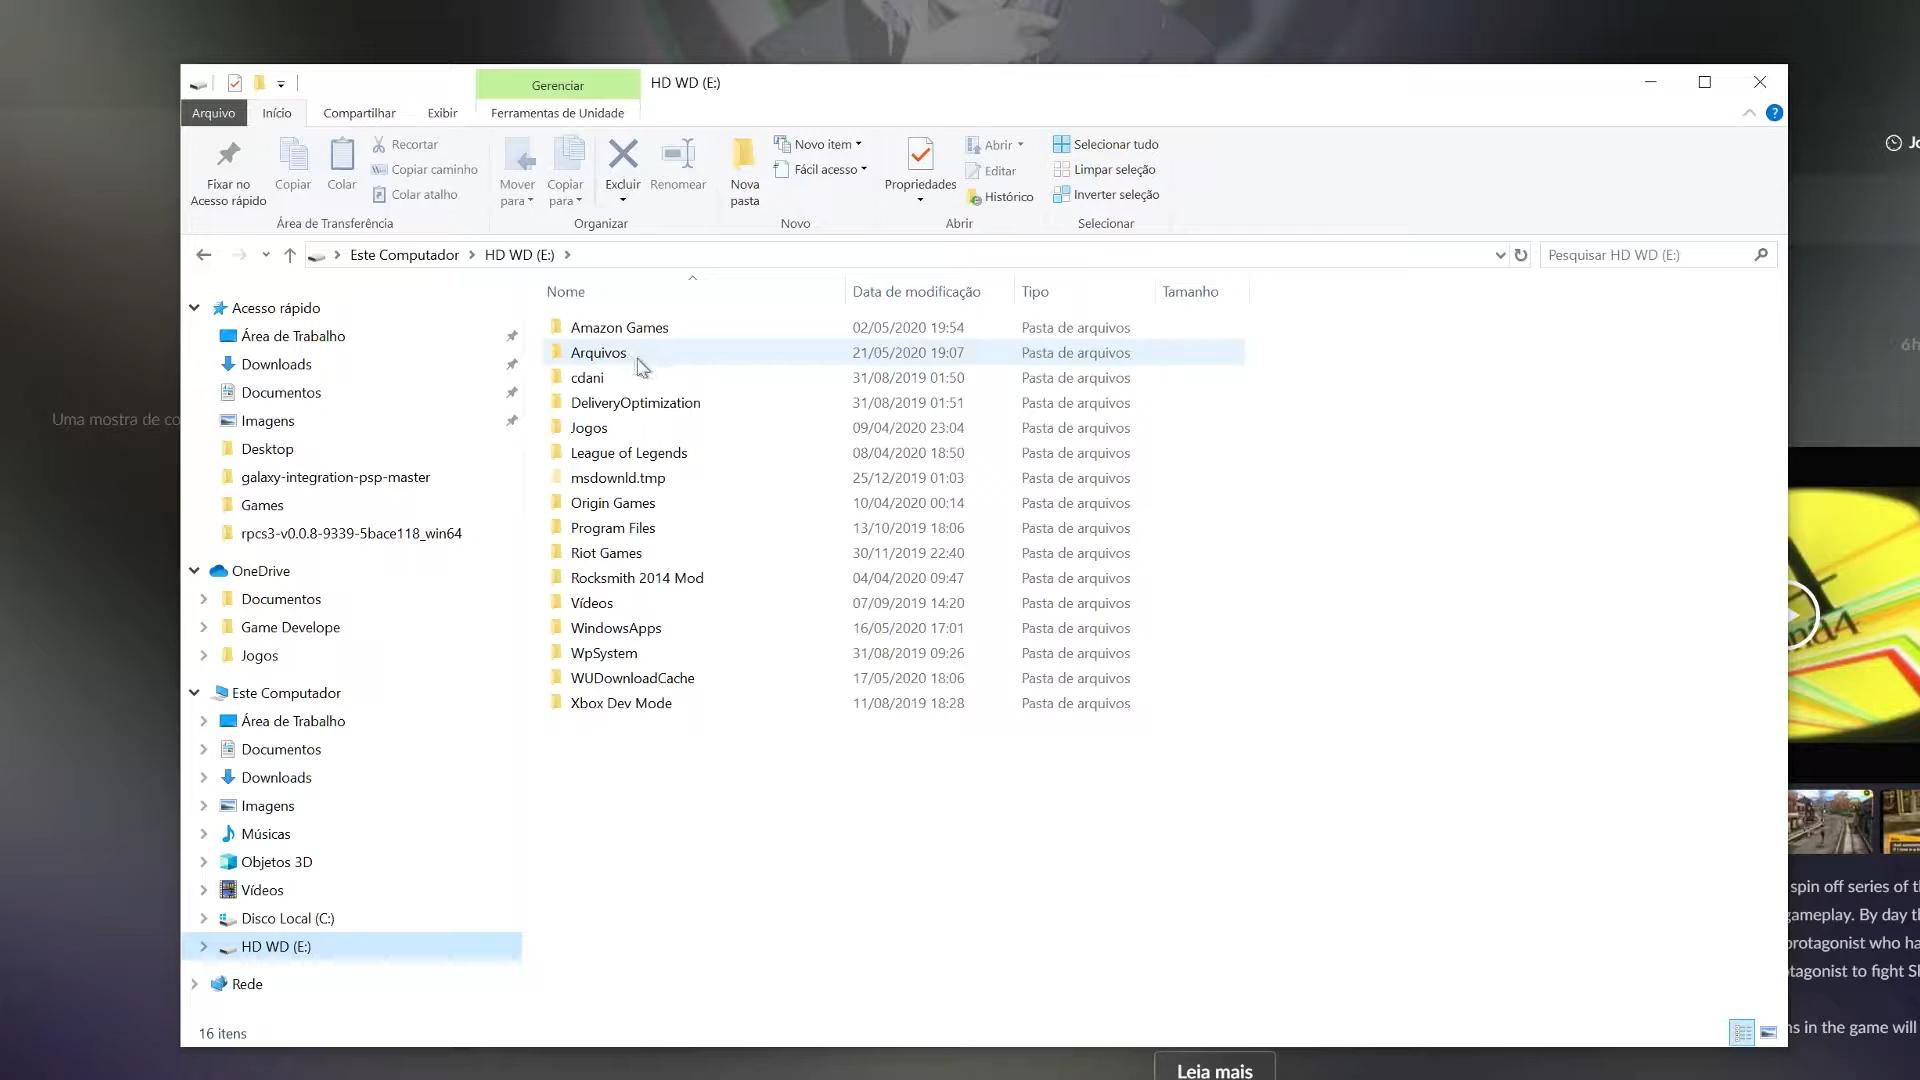 Gerenciar
HD WD (E:)
Arquivo
Início
Compartilhar
Exibir
Ferramentas de Unidade
Fixar no
Acesso rápido
Copiar
Colar
Recortar
Copiar caminho
Colar atalho
Área de Transferência
Mover
para
Copiar
para
Excluir
Renomear
Organizar
Nova
pasta
Novo item
Fácil acesso
Novo
Propriedades
Abrir
Editar
Histórico
Abrir
Selecionar tudo
Limpar seleção
Inverter seleção
Selecionar
Este Computador > HD WD (E:) >
Pesquisar HD WD (E:)
Acesso rápido
Área de Trabalho
Downloads
Documentos
Imagens
Desktop
galaxy-integration-psp-master
Games
rpcs3-v0.0.8-9339-5bace118_win64
OneDrive
Documentos
Game Develope
Jogos
Este Computador
Área de Trabalho
Documentos
Downloads
Imagens
Músicas
Objetos 3D
Vídeos
Disco Local (C:)
HD WD (E:)
Rede
Nome Data de modificação Tipo Tamanho
Amazon Games 02/05/2020 19:54 Pasta de arquivos
Arquivos 21/05/2020 19:07 Pasta de arquivos
cdani 31/08/2019 01:50 Pasta de arquivos
DeliveryOptimization 31/08/2019 01:51 Pasta de arquivos
Jogos 09/04/2020 23:04 Pasta de arquivos
League of Legends 08/04/2020 18:50 Pasta de arquivos
msdownld.tmp 25/12/2019 01:03 Pasta de arquivos
Origin Games 10/04/2020 00:14 Pasta de arquivos
Program Files 13/10/2019 18:06 Pasta de arquivos
Riot Games 30/11/2019 22:40 Pasta de arquivos
Rocksmith 2014 Mod 04/04/2020 09:47 Pasta de arquivos
Vídeos 07/09/2019 14:20 Pasta de arquivos
WindowsApps 16/05/2020 17:01 Pasta de arquivos
WpSystem 31/08/2019 09:26 Pasta de arquivos
WUDownloadCache 17/05/2020 18:06 Pasta de arquivos
Xbox Dev Mode 11/08/2019 18:28 Pasta de arquivos
16 itens
Uma mostra de co
Jo
6h
spin off series of t
gameplay. By day t
protagonist who ha
tagonist to fight S
ns in the game will
Leia mais